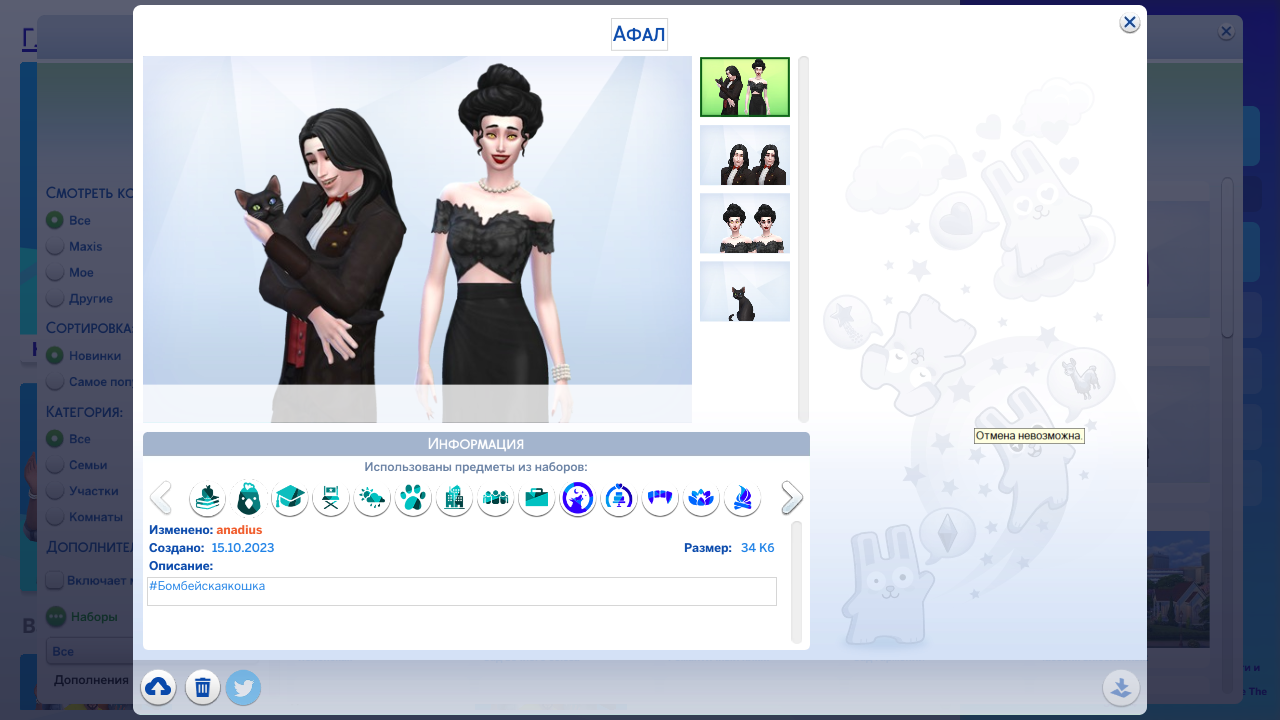 Афал
Смотреть ко
Все
Maxis
Мое
Другие
Сортировка:
Новинки
Самое поп
Категория:
Все
Семьи
Участки
Комнаты
Дополнител
Включает м
Наборы
Все
Дополнения
Информация
Использованы предметы из наборов:
Изменено: anadius
Создано: 15.10.2023
Размер: 34 Кб
Описание:
#Бомбейскаякошка
Отмена невозможна.
ти и
The